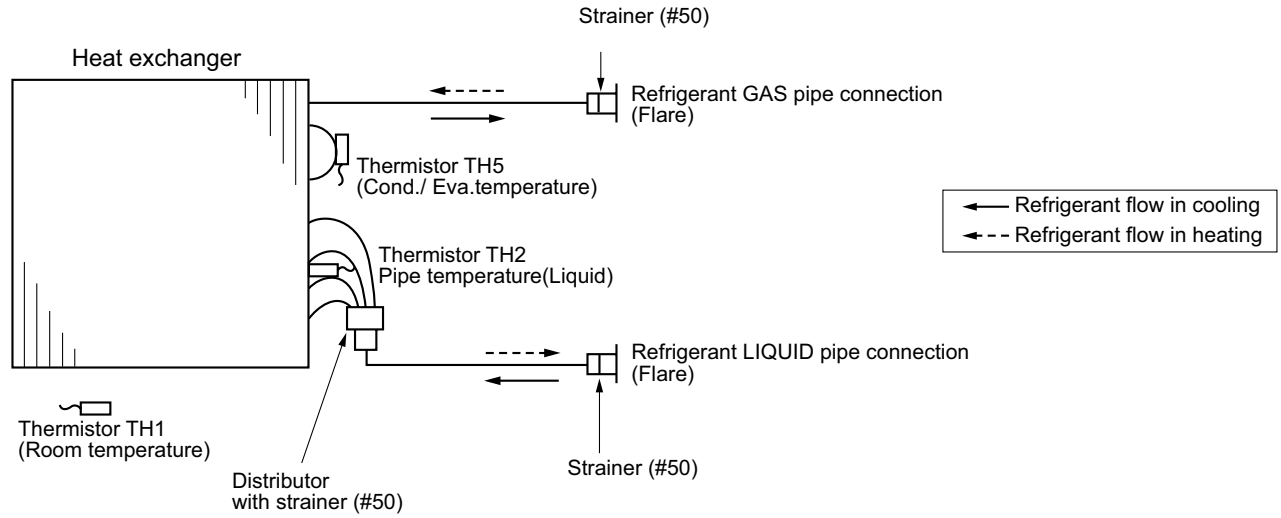 Strainer (#50)
Heat exchanger
Refrigerant GAS pipe connection
(Flare)
Thermistor TH5
(Cond./ Eva.temperature)
Refrigerant flow in cooling
Refrigerant flow in heating
Thermistor TH2
Pipe temperature(Liquid)
Refrigerant LIQUID pipe connection
(Flare)
Thermistor TH1
(Room temperature)
Strainer (#50)
Distributor
with strainer (#50)